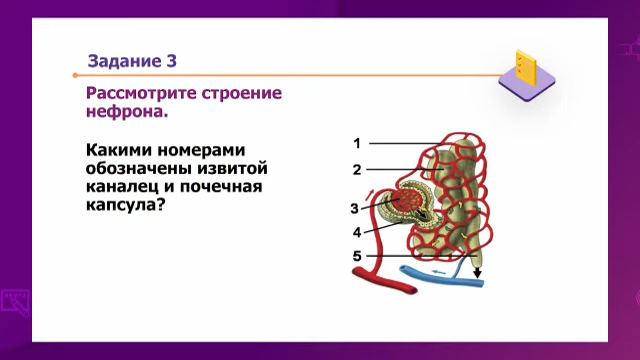 Задание 3
Рассмотрите строение
нефрона.
Какими номерами
обозначены извитой
каналец и почечная
капсула?
1
2
3
4
5